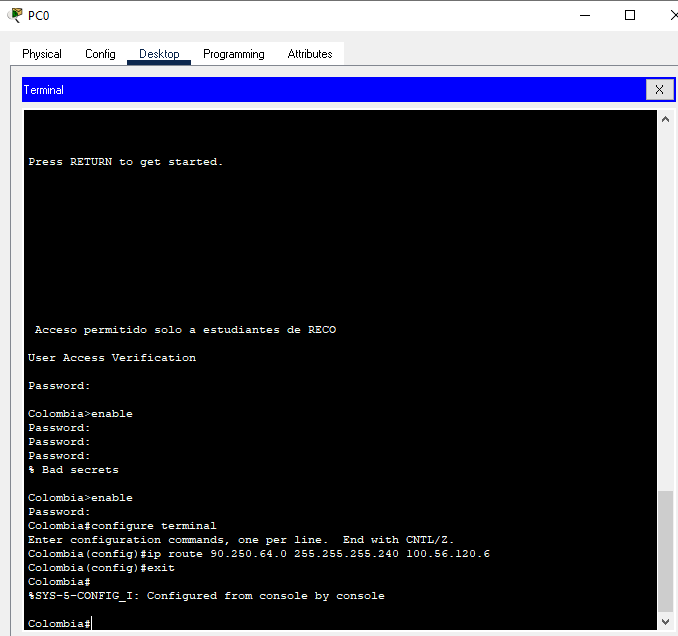 PC0
Physical Config Desktop Programming Attributes
Terminal X
Press RETURN to get started.
Acceso permitido solo a estudiantes de RECO
User Access Verification
Password:
Colombia>enable
Password:
Password:
Password:
% Bad secrets
Colombia>enable
Password:
Colombia#configure terminal
Enter configuration commands, one per line.  End with CNTL/Z.
Colombia(config)#ip route 90.250.64.0 255.255.255.240 100.56.120.6
Colombia(config)#exit
Colombia#
%SYS-5-CONFIG_I: Configured from console by console
Colombia#